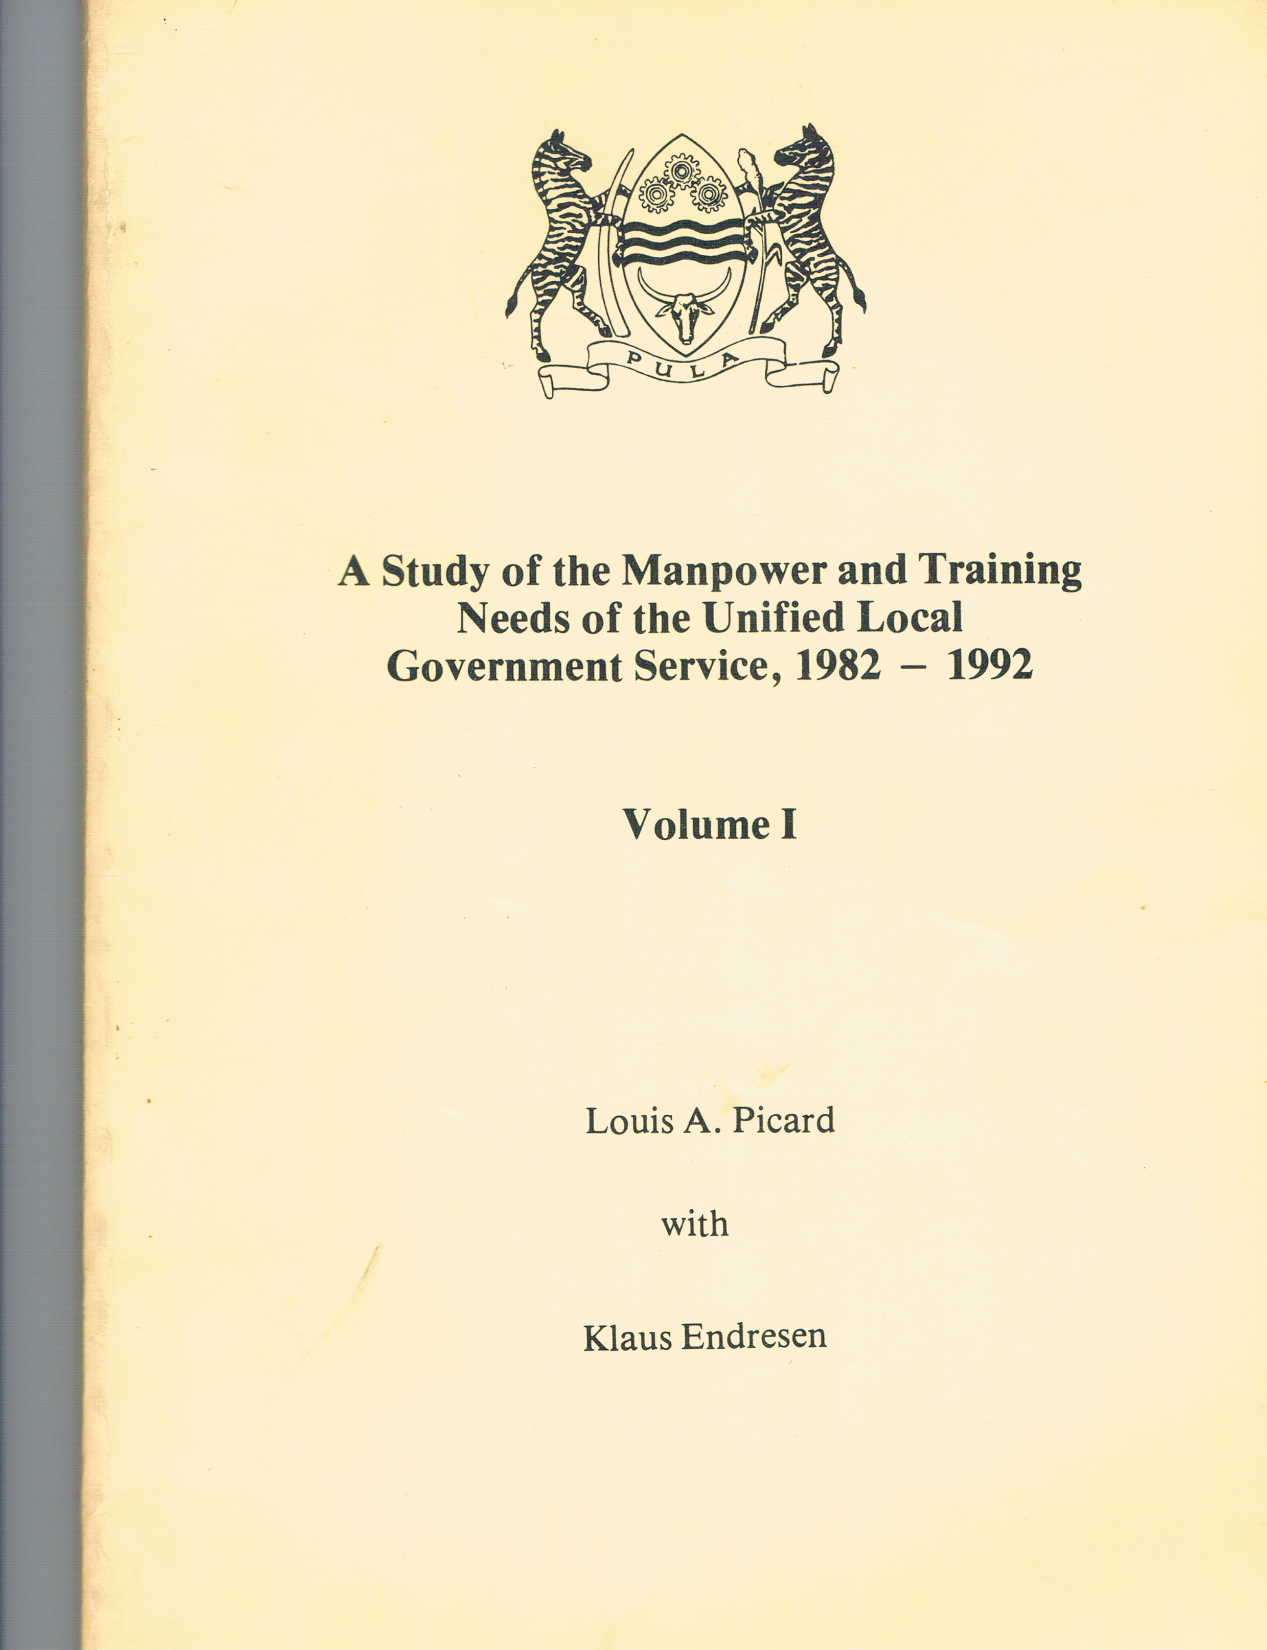 PULA
A Study of the Manpower and Training
Needs of the Unified Local
Government Service, 1982 – 1992
Volume I
Louis A. Picard
with
Klaus Endresen